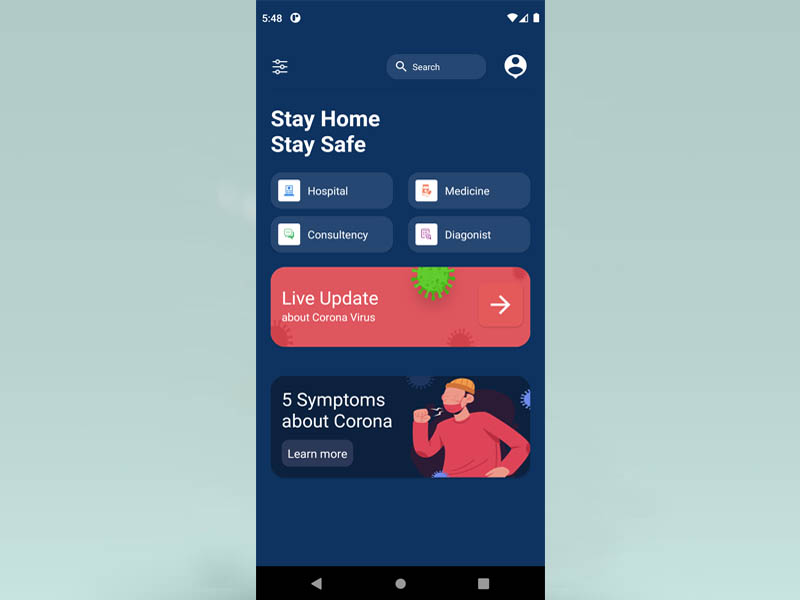 5:48
Search
Stay Home
Stay Safe
Hospital
Medicine
Consultency
Diagonist
Live Update
about Corona Virus
5 Symptoms
about Corona
Learn more